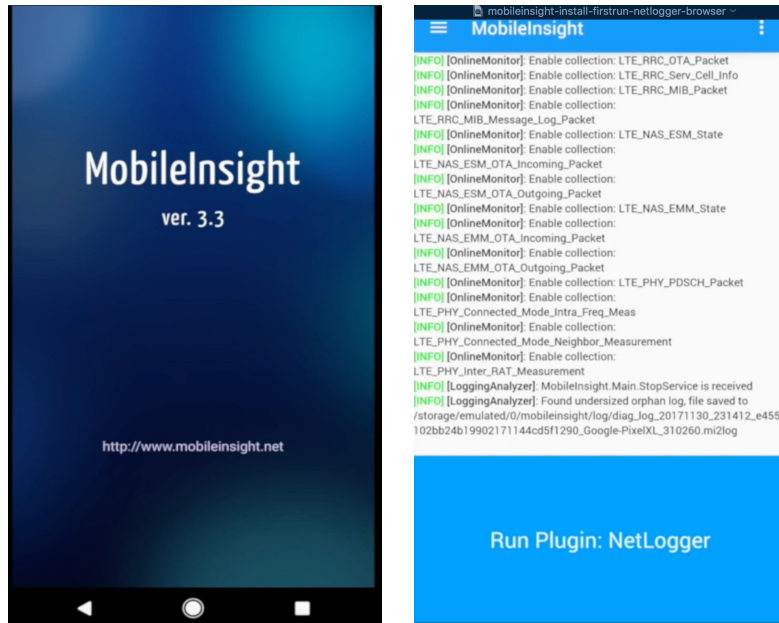 MobileInsight
ver. 3.3
http://www.mobileinsight.net
mobileinsight-install-firstrun-netlogger-browser
MobileInsight
[INFO] [OnlineMonitor]: Enable collection: LTE_RRC_OTA_Packet
[INFO] [OnlineMonitor]: Enable collection: LTE_RRC_Serv_Cell_Info
[INFO] [OnlineMonitor]: Enable collection: LTE_RRC_MIB_Packet
[INFO] [OnlineMonitor]: Enable collection:
LTE_RRC_MIB_Message_Log_Packet
[INFO] [OnlineMonitor]: Enable collection: LTE_NAS_ESM_State
[INFO] [OnlineMonitor]: Enable collection:
LTE_NAS_ESM_OTA_Incoming_Packet
[INFO] [OnlineMonitor]: Enable collection:
LTE_NAS_ESM_OTA_Outgoing_Packet
[INFO] [OnlineMonitor]: Enable collection: LTE_NAS_EMM_State
[INFO] [OnlineMonitor]: Enable collection:
LTE_NAS_EMM_OTA_Incoming_Packet
[INFO] [OnlineMonitor]: Enable collection:
LTE_NAS_EMM_OTA_Outgoing_Packet
[INFO] [OnlineMonitor]: Enable collection: LTE_PHY_PDSCH_Packet
[INFO] [OnlineMonitor]: Enable collection:
LTE_PHY_Connected_Mode_Intra_Freq_Meas
[INFO] [OnlineMonitor]: Enable collection:
LTE_PHY_Connected_Mode_Neighbor_Measurement
[INFO] [OnlineMonitor]: Enable collection:
LTE_PHY_Inter_RAT_Measurement
[INFO] [LoggingAnalyzer]: MobileInsight.Main.StopService is received
[INFO] [LoggingAnalyzer]: Found undersized orphan log, file saved to
/storage/emulated/0/mobileinsight/log/diag_log_20171130_231412_e455
102bb24b19902171144cd5f1290_Google-PixelXL_310260.mi2log
Run Plugin: NetLogger